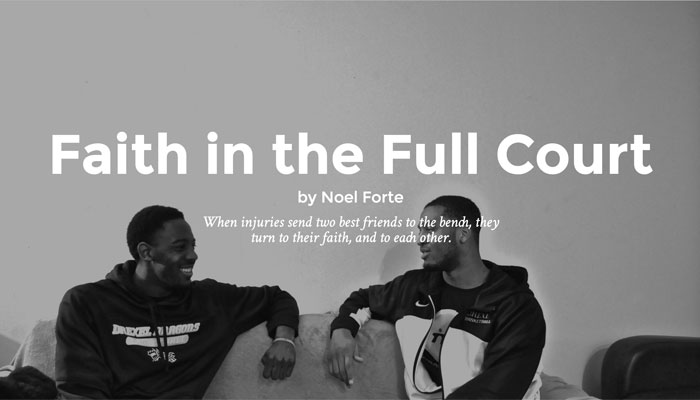 Faith in the Full Court
by Noel Forte
When injuries send two best friends to the bench, they
turn to their faith, and to each other.
DREXEL DRAGONS